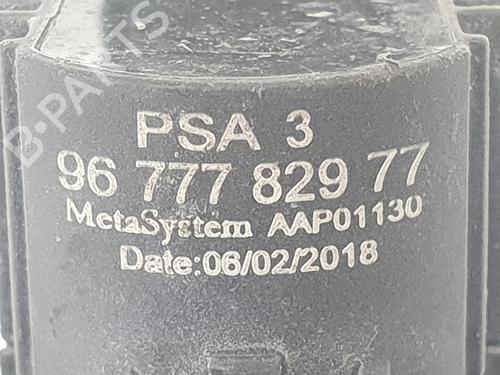 B-PARTS
PSA 3
96 777 829 77
MetaSystem AAP01130
Date:06/02/2018